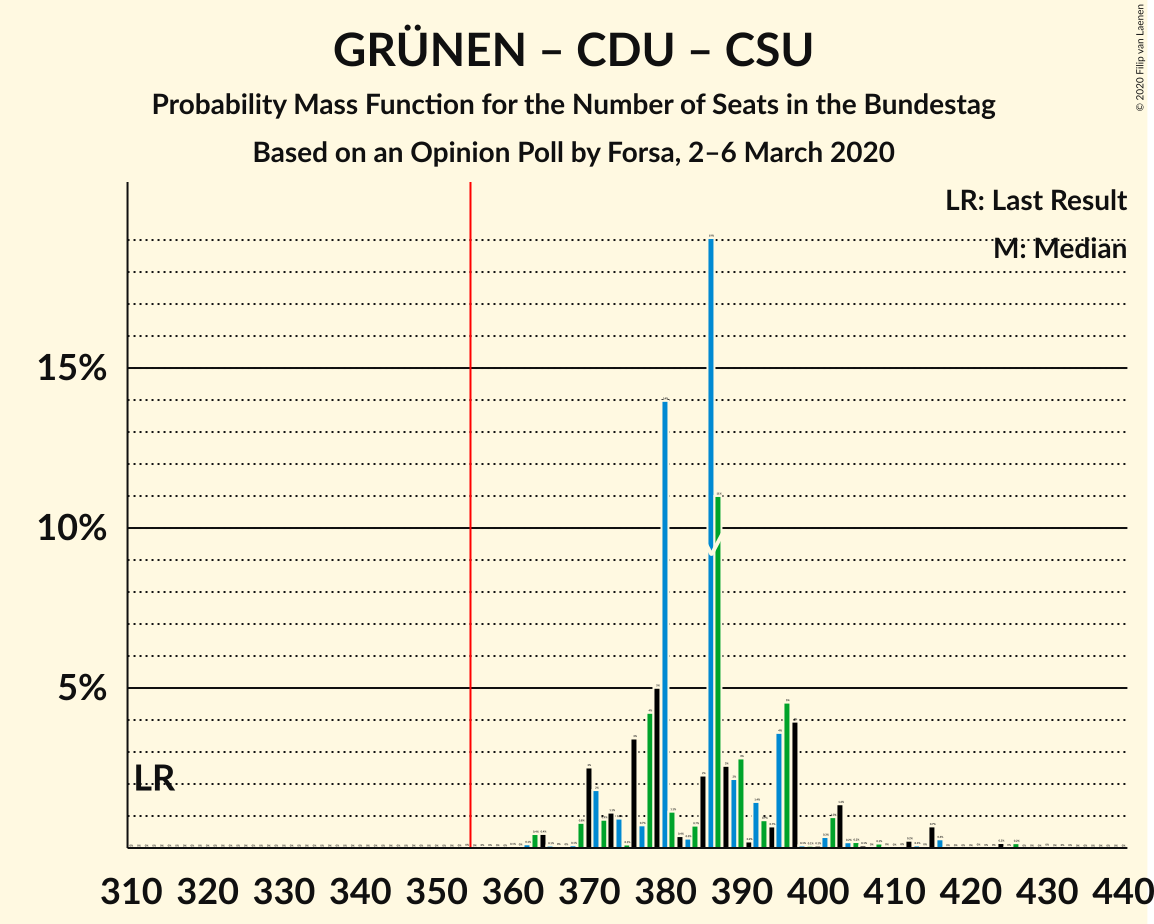 GRÜNEN – CDU – CSU
Probability Mass Function for the Number of Seats in the Bundestag
Based on an Opinion Poll by Forsa, 2–6 March 2020
© 2020 Filip van Laenen
LR: Last Result
M: Median
15%
10%
5%
LR
310 320 330 340 350 360 370 380 390 400 410 420 430 440